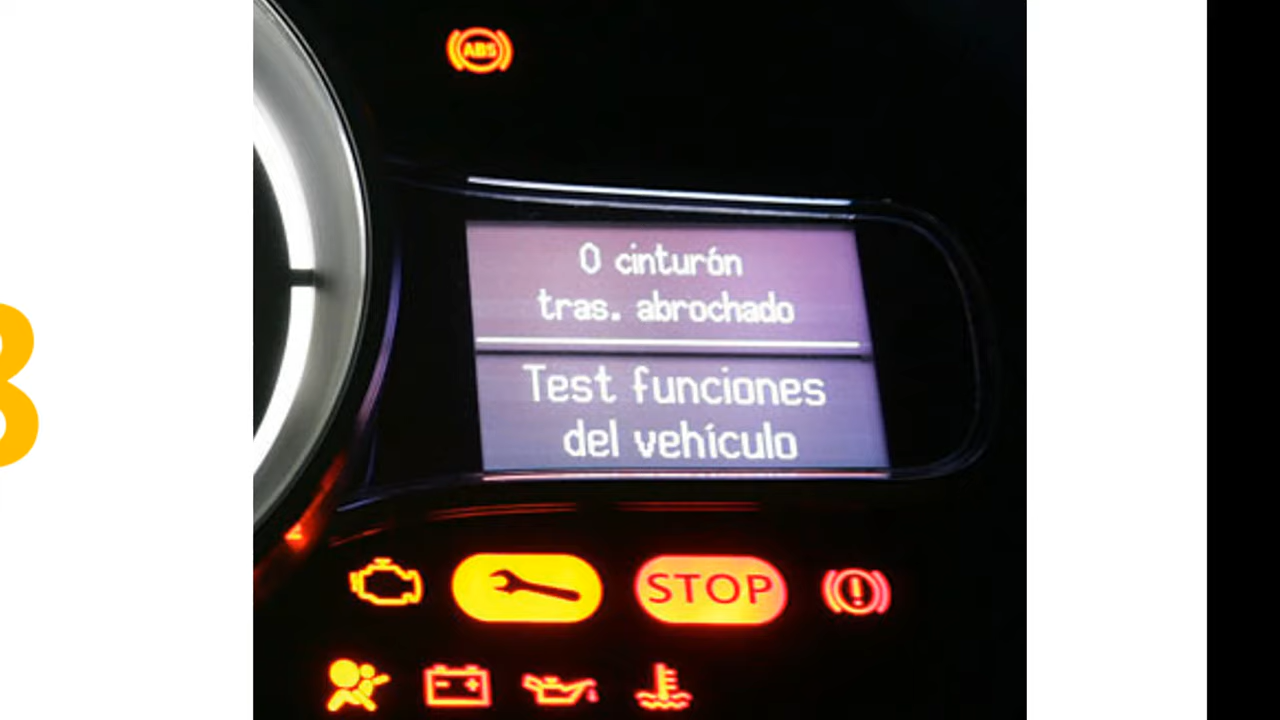 ABS
0 cinturón
tras. abrochado
Test funciones
del vehículo
STOP